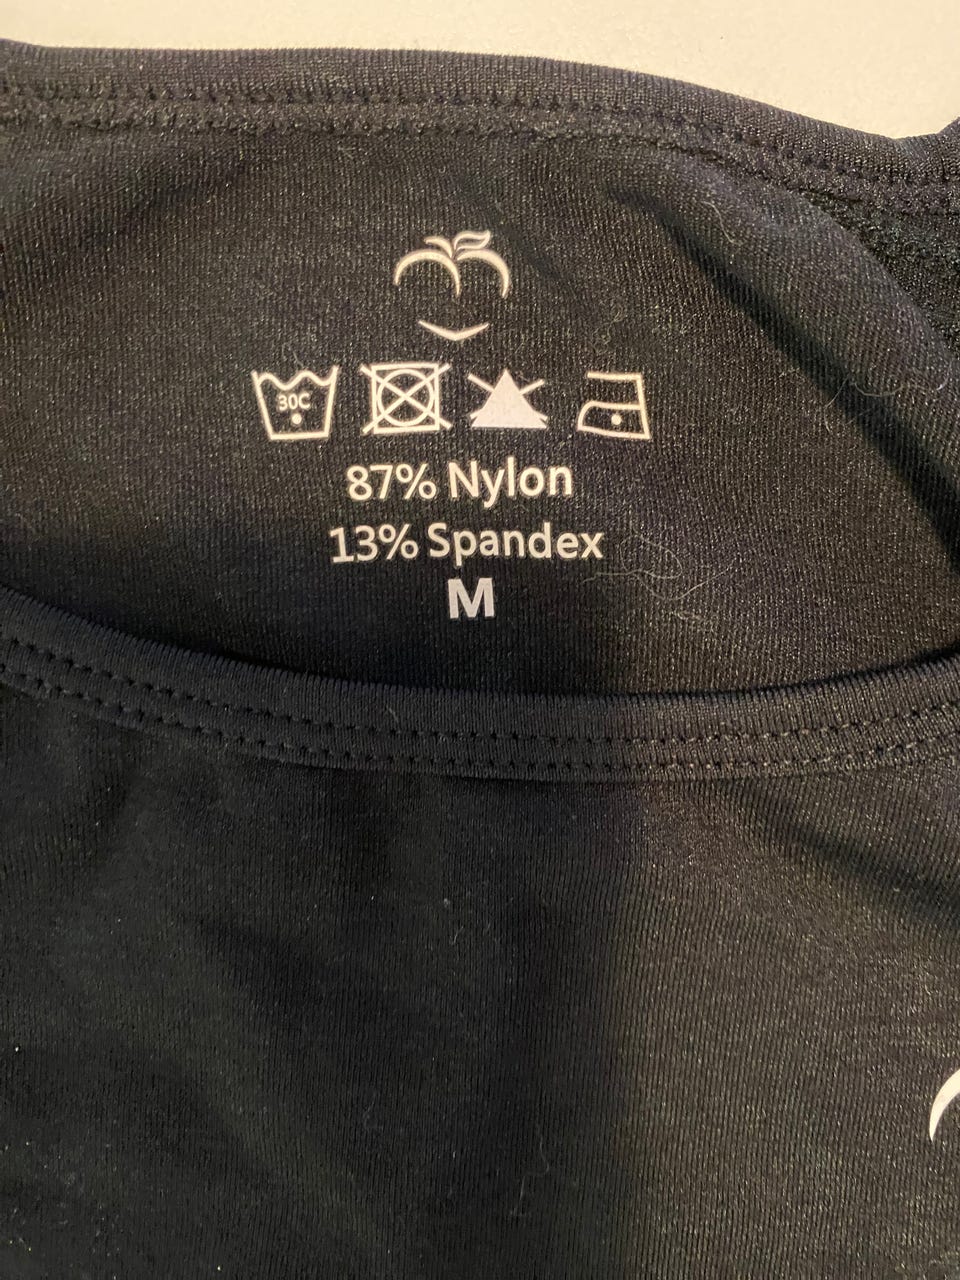 30C
87% Nylon
13% Spandex
M